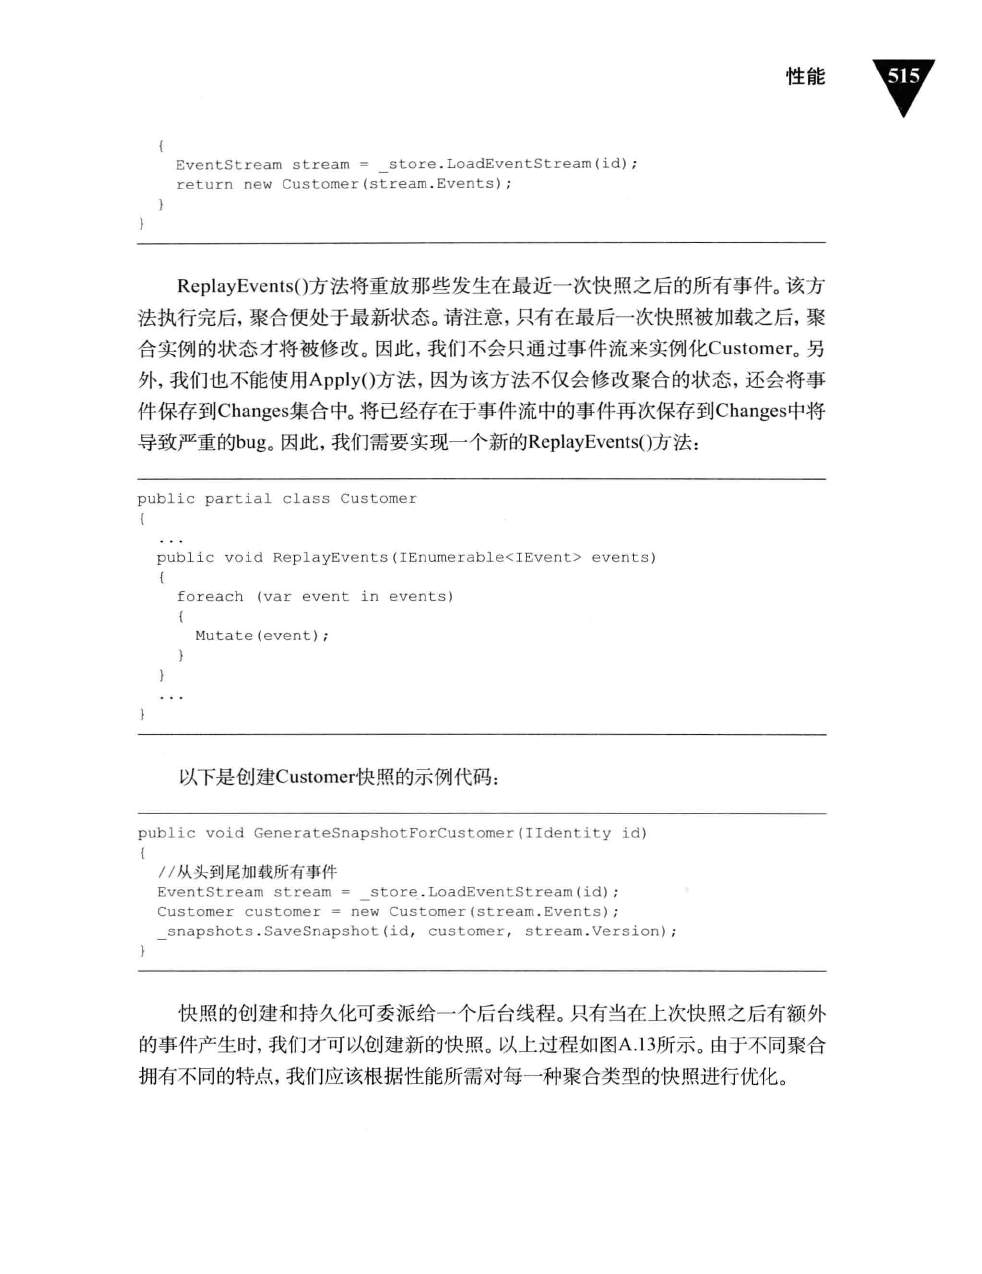 性能 515
{
EventStream stream = _store.LoadEventStream(id);
return new Customer(stream.Events);
}
}
ReplayEvents()方法将重放那些发生在最近一次快照之后的所有事件。该方
法执行完后，聚合便处于最新状态。请注意，只有在最后一次快照被加载之后，聚
合实例的状态才将被修改。因此，我们不会只通过事件流来实例化Customer。另
外，我们也不能使用Apply()方法，因为该方法不仅会修改聚合的状态，还会将事
件保存到Changes集合中。将已经存在于事件流中的事件再次保存到Changes中将
导致严重的bug。因此，我们需要实现一个新的ReplayEvents()方法：
public partial class Customer
{
...
public void ReplayEvents(IEnumerable<IEvent> events)
{
foreach (var event in events)
{
Mutate(event);
}
}
...
}
以下是创建Customer快照的示例代码：
public void GenerateSnapshotForCustomer(IIdentity id)
{
//从头到尾加载所有事件
EventStream stream = _store.LoadEventStream(id);
Customer customer = new Customer(stream.Events);
_snapshots.SaveSnapshot(id, customer, stream.Version);
}
快照的创建和持久化可委派给一个后台线程。只有当在上次快照之后有额外
的事件产生时，我们才可以创建新的快照。以上过程如图A.13所示。由于不同聚合
拥有不同的特点，我们应该根据性能所需对每一种聚合类型的快照进行优化。